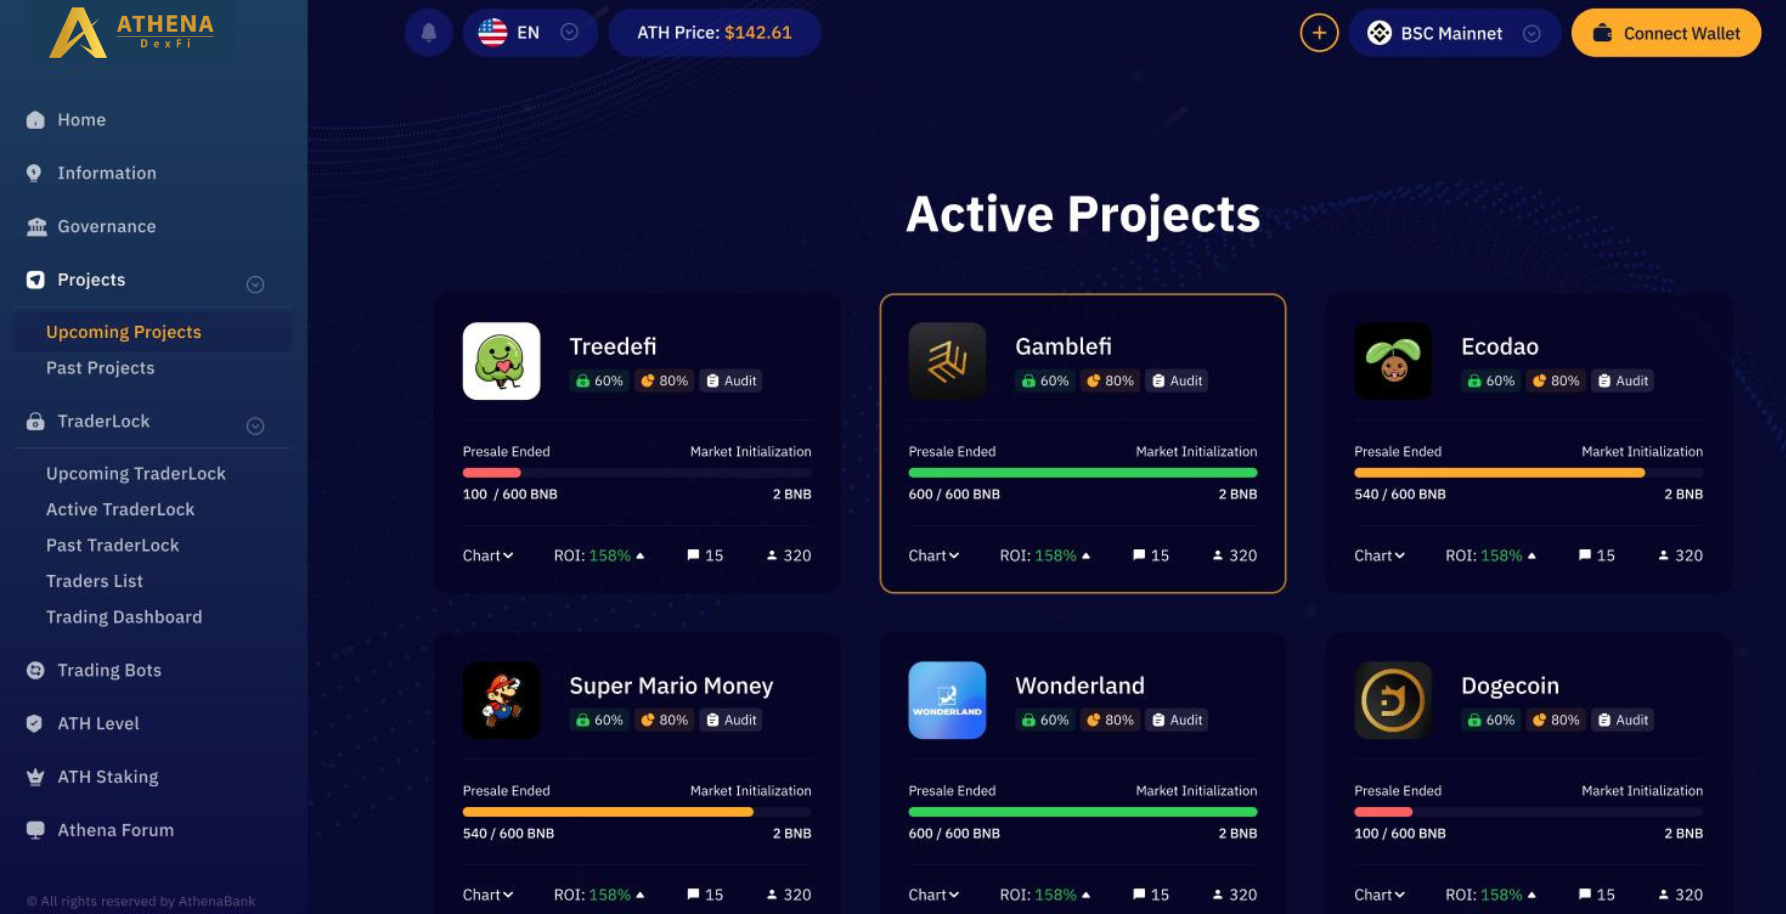 ATHENA
DexFi
Home
Information
Governance
Projects
Upcoming Projects
Past Projects
TraderLock
Upcoming TraderLock
Active TraderLock
Past TraderLock
Traders List
Trading Dashboard
Trading Bots
ATH Level
ATH Staking
Athena Forum
© All rights reserved by AthenaBank
EN
ATH Price: $142.61
BSC Mainnet
Connect Wallet
Active Projects
Treedefi
60% 80% Audit
Presale Ended Market Initialization
100 / 600 BNB 2 BNB
Chart ROI: 158% 15 320
Gamblefi
60% 80% Audit
Presale Ended Market Initialization
600 / 600 BNB 2 BNB
Chart ROI: 158% 15 320
Ecodao
60% 80% Audit
Presale Ended Market Initialization
540 / 600 BNB 2 BNB
Chart ROI: 158% 15 320
Super Mario Money
60% 80% Audit
Presale Ended Market Initialization
540 / 600 BNB 2 BNB
Chart ROI: 158% 15 320
WONDERLAND
Wonderland
60% 80% Audit
Presale Ended Market Initialization
600 / 600 BNB 2 BNB
Chart ROI: 158% 15 320
Dogecoin
60% 80% Audit
Presale Ended Market Initialization
100 / 600 BNB 2 BNB
Chart ROI: 158% 15 320